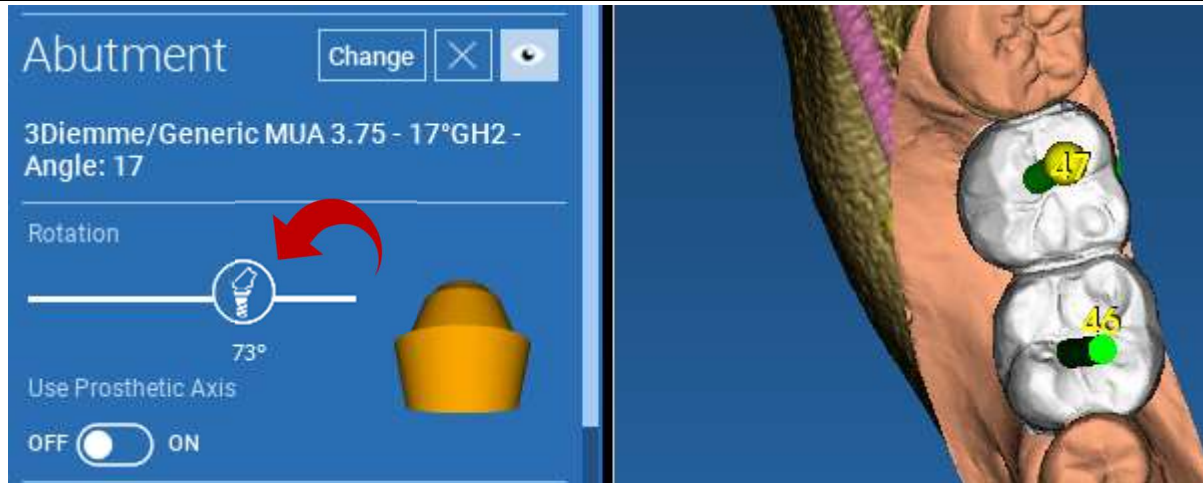 Abutment
Change
3Diemme/Generic MUA 3.75 - 17°GH2 -
Angle: 17
Rotation
73°
Use Prosthetic Axis
OFF
ON
47
46